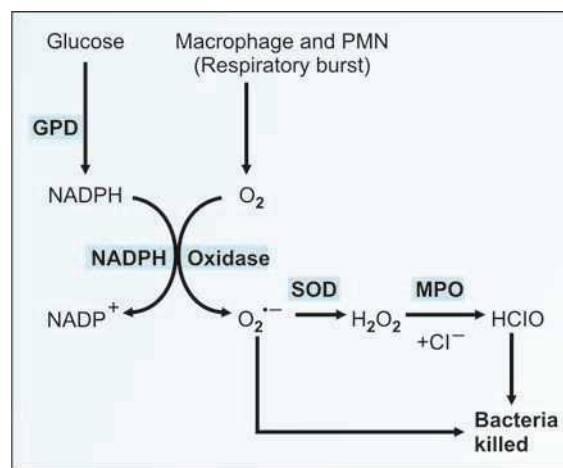 Glucose
Macrophage and PMN
(Respiratory burst)
GPD
NADPH
O₂
NADPH Oxidase
SOD
MPO
NADP⁺
O₂•−
H₂O₂
HClO
+Cl−
Bacteria
killed